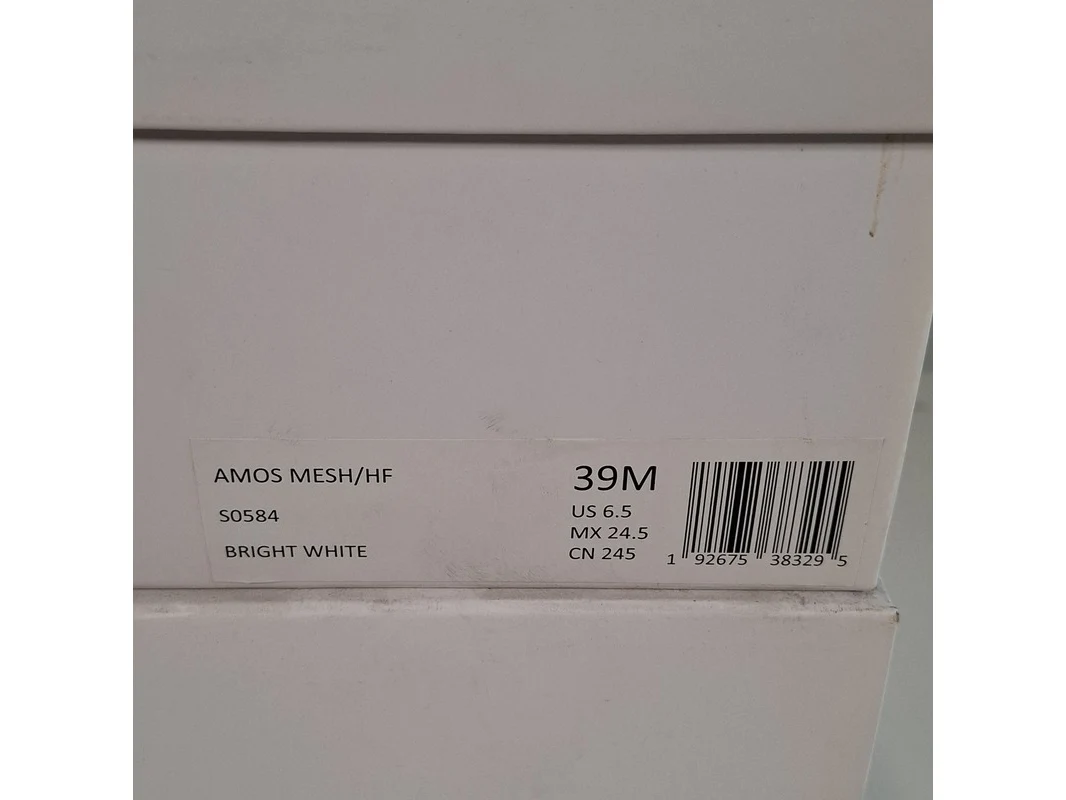 AMOS MESH/HF
S0584
BRIGHT WHITE
39M
US 6.5
MX 24.5
CN 245
1 92675 38329 5